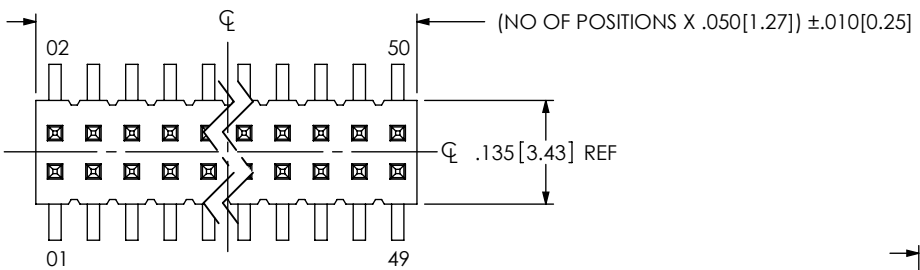 ℄
(NO OF POSITIONS X .050[1.27]) ±.010[0.25]
02 50
℄ .135[3.43] REF
01 49